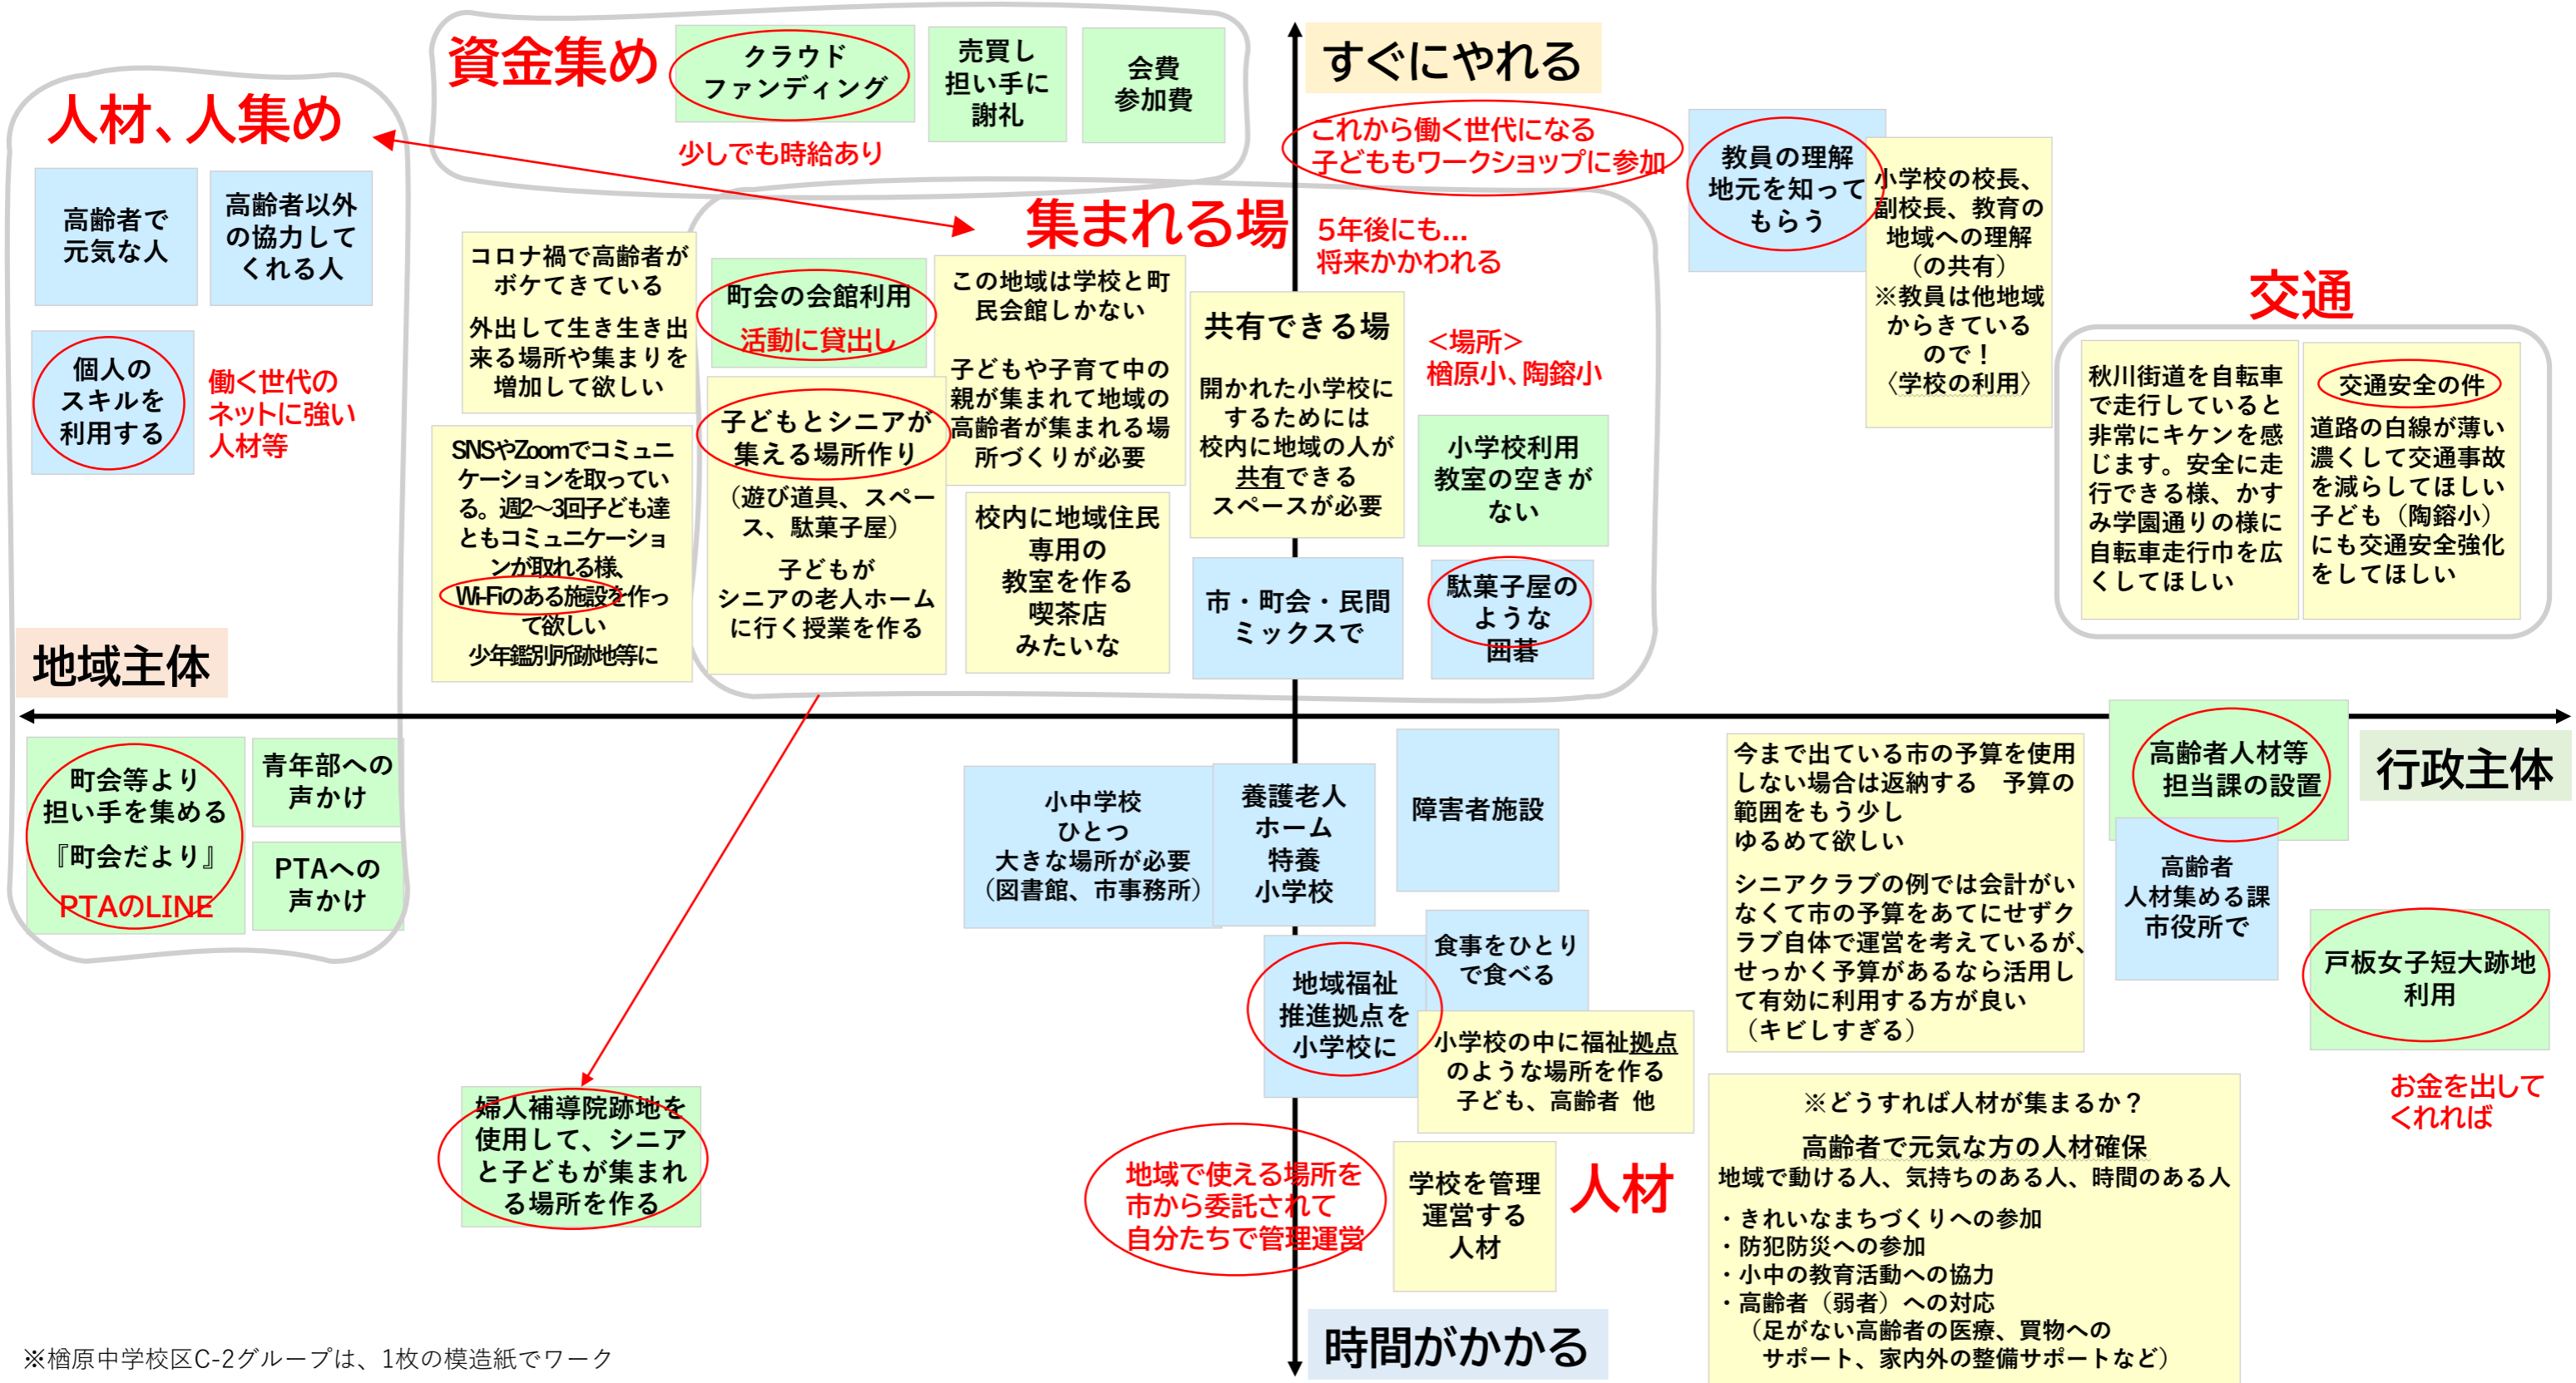 資金集め
クラウド
ファンディング
売買し
担い手に
謝礼
会費
参加費
少しでも時給あり
すぐにやれる
人材、人集め
高齢者で
元気な人
高齢者以外
の協力して
くれる人
個人の
スキルを
利用する
働く世代の
ネットに強い
人材等
これから働く世代になる
子どももワークショップに参加
5年後にも...
将来かかわれる
教員の理解
地元を知って
もらう
小学校の校長、
副校長、教育の
地域への理解
（の共有）
※教員は他地域
からきている
ので！
〈学校の利用〉
集まれる場
コロナ禍で高齢者が
ボケてきている
外出して生き生き出
来る場所や集まりを
増加して欲しい
SNSやZoomでコミュニ
ケーションを取ってい
る。週2～3回子ども達
ともコミュニケーショ
ンが取れる様、
Wi-Fiのある施設を作っ
て欲しい
少年鑑別所跡地等に
町会の会館利用
活動に貸出し
子どもとシニアが
集える場所作り
（遊び道具、スペー
ス、駄菓子屋）
子どもが
シニアの老人ホーム
に行く授業を作る
この地域は学校と町
民会館しかない
子どもや子育て中の
親が集まれて地域の
高齢者が集まれる場
所づくりが必要
校内に地域住民
専用の
教室を作る
喫茶店
みたいな
共有できる場
開かれた小学校に
するためには
校内に地域の人が
共有できる
スペースが必要
市・町会・民間
ミックスで
＜場所＞
楢原小、陶鎔小
小学校利用
教室の空きが
ない
駄菓子屋の
ような
囲碁
交通
秋川街道を自転車
で走行していると
非常にキケンを感
じます。安全に走
行できる様、かす
み学園通りの様に
自転車走行巾を広
くしてほしい
交通安全の件
道路の白線が薄い
濃くして交通事故
を減らしてほしい
子ども（陶鎔小）
にも交通安全強化
をしてほしい
地域主体
行政主体
町会等より
担い手を集める
『町会だより』
PTAのLINE
青年部への
声かけ
PTAへの
声かけ
小中学校
ひとつ
大きな場所が必要
（図書館、市事務所）
養護老人
ホーム
特養
小学校
障害者施設
地域福祉
推進拠点を
小学校に
食事をひとり
で食べる
小学校の中に福祉拠点
のような場所を作る
子ども、高齢者 他
今まで出ている市の予算を使用
しない場合は返納する　予算の
範囲をもう少し
ゆるめて欲しい
シニアクラブの例では会計がい
なくて市の予算をあてにせずク
ラブ自体で運営を考えているが、
せっかく予算があるなら活用し
て有効に利用する方が良い
（キビしすぎる）
高齢者人材等
担当課の設置
高齢者
人材集める課
市役所で
戸板女子短大跡地
利用
お金を出して
くれれば
婦人補導院跡地を
使用して、シニア
と子どもが集まれ
る場所を作る
地域で使える場所を
市から委託されて
自分たちで管理運営
学校を管理
運営する
人材
人材
※どうすれば人材が集まるか？
高齢者で元気な方の人材確保
地域で動ける人、気持ちのある人、時間のある人
・きれいなまちづくりへの参加
・防犯防災への参加
・小中の教育活動への協力
・高齢者（弱者）への対応
（足がない高齢者の医療、買物への
サポート、家内外の整備サポートなど）
時間がかかる
※楢原中学校区C-2グループは、1枚の模造紙でワーク